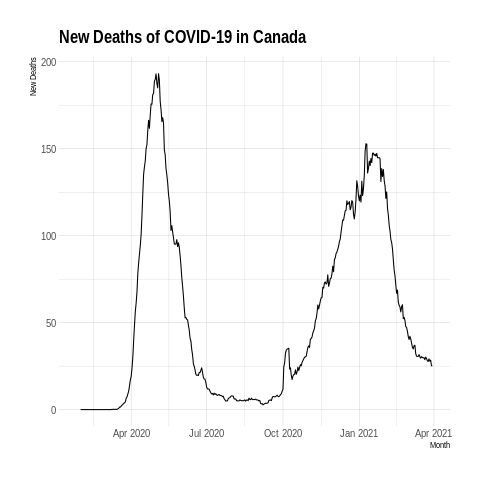 New Deaths of COVID-19 in Canada
New Deaths
200
150
100
50
0
Apr 2020 Jul 2020 Oct 2020 Jan 2021 Apr 2021
Month